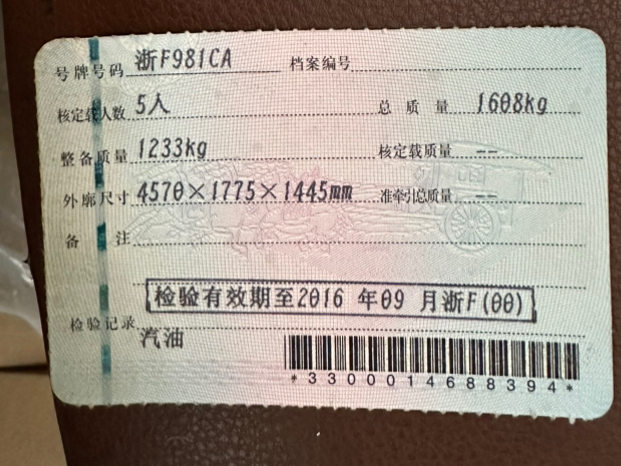 号牌号码 浙F981CA 档案编号
核定载人数 5人 总质量 1608kg
整备质量 1233kg 核定载质量 --
外廓尺寸 4570×1775×1445mm 准牵引总质量 --
备注
检验有效期至2016 年09 月浙F(00)
检验记录
汽油
*3300014688394*